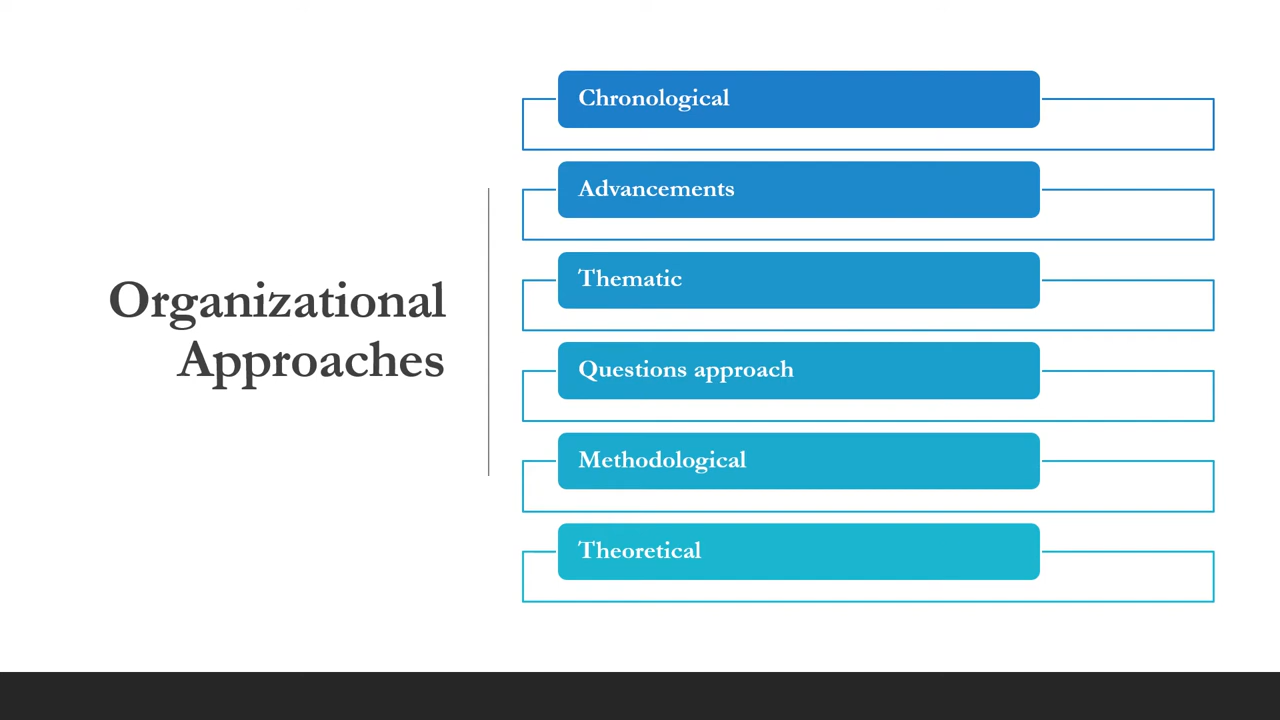 Organizational
Approaches
Chronological
Advancements
Thematic
Questions approach
Methodological
Theoretical